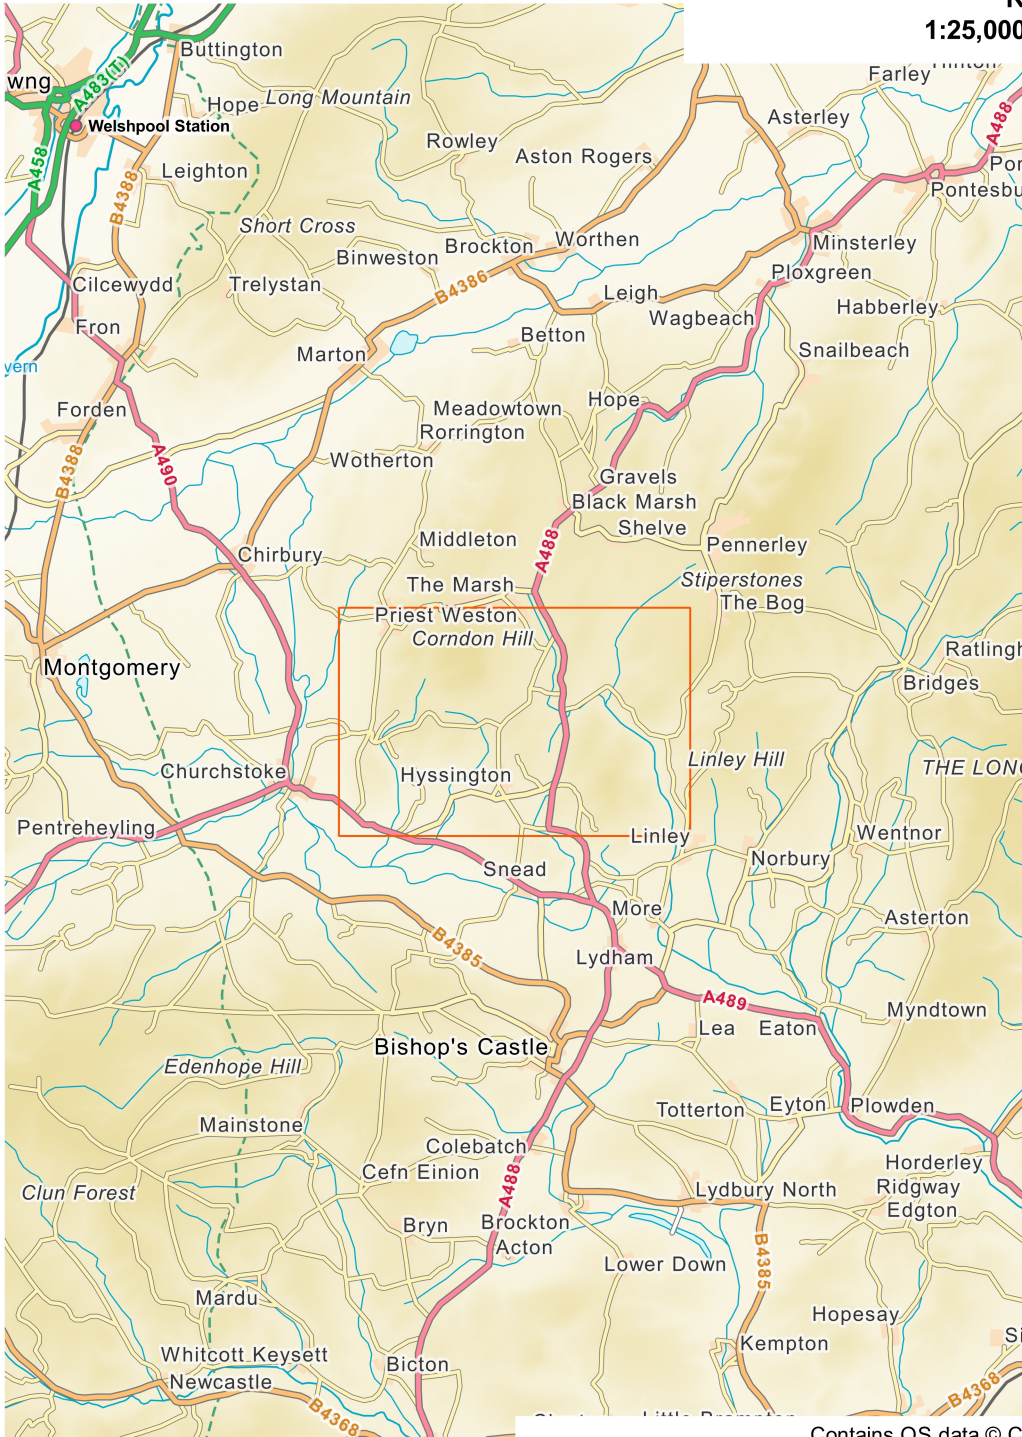 1:25,000
Buttington
Farley
wng
A483(T)
Hope
Long Mountain
Asterley
A488
Welshpool Station
Rowley
Aston Rogers
A458
Leighton
B4388
Pontesbu
Short Cross
Brockton
Worthen
Minsterley
Binweston
Ploxgreen
Cilcewydd
Trelystan
B4386
Leigh
Habberley
Wagbeach
Fron
Betton
Marton
Snailbeach
vern
Hope
Forden
Meadowtown
Rorrington
A490
Wotherton
B4388
Gravels
Black Marsh
Shelve
Middleton
A488
Pennerley
Chirbury
The Marsh
Stiperstones
The Bog
Priest Weston
Corndon Hill
Ratlingh
Montgomery
Bridges
Linley Hill
THE LONG
Churchstoke
Hyssington
Pentreheyling
Linley
Wentnor
Norbury
Snead
More
Asterton
B4385
Lydham
A489
Myndtown
Lea
Eaton
Bishop's Castle
Edenhope Hill
Totterton
Eyton
Plowden
Mainstone
Colebatch
Cefn Einion
Horderley
A488
Clun Forest
Lydbury North
Ridgway
Edgton
Bryn
Brockton
Acton
B4385
Lower Down
Mardu
Hopesay
Kempton
Whitcott Keysett
Bicton
Newcastle
B4368
B4368
Contains OS data © C